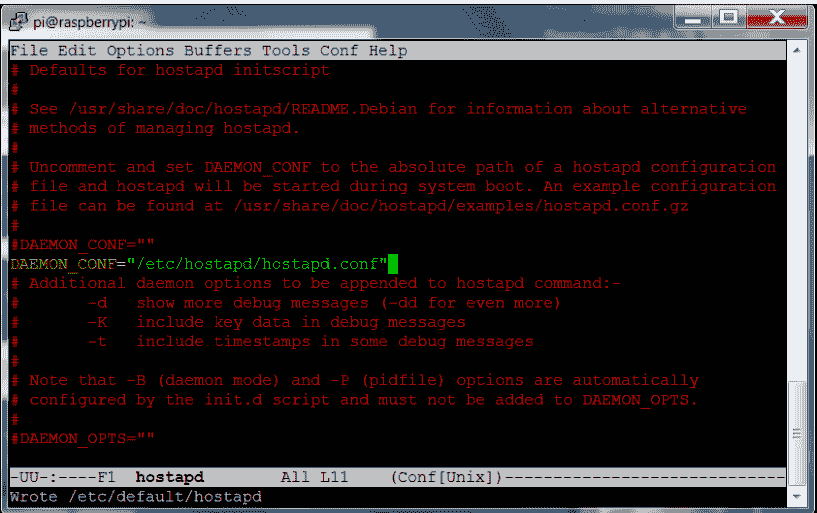 pi@raspberrypi: ~
File Edit Options Buffers Tools Conf Help
# Defaults for hostapd initscript
#
# See /usr/share/doc/hostapd/README.Debian for information about alternative
# methods of managing hostapd.
#
# Uncomment and set DAEMON_CONF to the absolute path of a hostapd configuration
# file and hostapd will be started during system boot. An example configuration
# file can be found at /usr/share/doc/hostapd/examples/hostapd.conf.gz
#
#DAEMON_CONF=""
DAEMON_CONF="/etc/hostapd/hostapd.conf"
# Additional daemon options to be appended to hostapd command:-
#       -d   show more debug messages (-dd for even more)
#       -K   include key data in debug messages
#       -t   include timestamps in some debug messages
#
# Note that -B (daemon mode) and -P (pidfile) options are automatically
# configured by the init.d script and must not be added to DAEMON_OPTS.
#
#DAEMON_OPTS=""
-UU-:----F1  hostapd        All L11    (Conf[Unix])----------------------------
Wrote /etc/default/hostapd